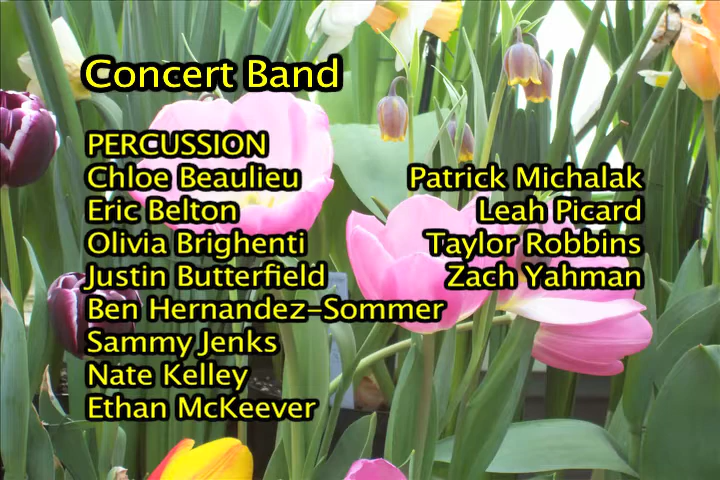 Concert Band
PERCUSSION
Chloe Beaulieu
Eric Belton
Olivia Brighenti
Justin Butterfield
Ben Hernandez-Sommer
Sammy Jenks
Nate Kelley
Ethan McKeever
Patrick Michalak
Leah Picard
Taylor Robbins
Zach Yahman